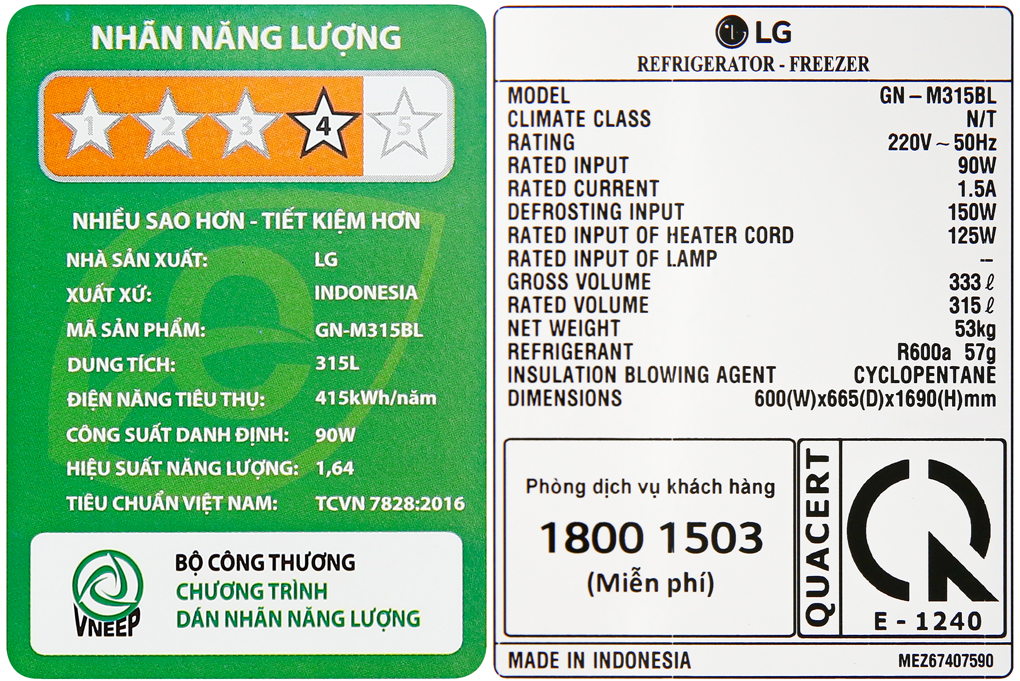 NHÃN NĂNG LƯỢNG
1 2 3 4 5
NHIỀU SAO HƠN - TIẾT KIỆM HƠN
NHÀ SẢN XUẤT: LG
XUẤT XỨ: INDONESIA
MÃ SẢN PHẨM: GN-M315BL
DUNG TÍCH: 315L
ĐIỆN NĂNG TIÊU THỤ: 415kWh/năm
CÔNG SUẤT DANH ĐỊNH: 90W
HIỆU SUẤT NĂNG LƯỢNG: 1,64
TIÊU CHUẨN VIỆT NAM: TCVN 7828:2016
VNEEP
BỘ CÔNG THƯƠNG
CHƯƠNG TRÌNH
DÁN NHÃN NĂNG LƯỢNG
LG
REFRIGERATOR - FREEZER
MODEL GN – M315BL
CLIMATE CLASS N/T
RATING 220V ~ 50Hz
RATED INPUT 90W
RATED CURRENT 1.5A
DEFROSTING INPUT 150W
RATED INPUT OF HEATER CORD 125W
RATED INPUT OF LAMP --
GROSS VOLUME 333 ℓ
RATED VOLUME 315 ℓ
NET WEIGHT 53kg
REFRIGERANT R600a 57g
INSULATION BLOWING AGENT CYCLOPENTANE
DIMENSIONS 600(W)x665(D)x1690(H)mm
Phòng dịch vụ khách hàng
1800 1503
(Miễn phí)
QUACERT
E - 1240
MADE IN INDONESIA MEZ67407590